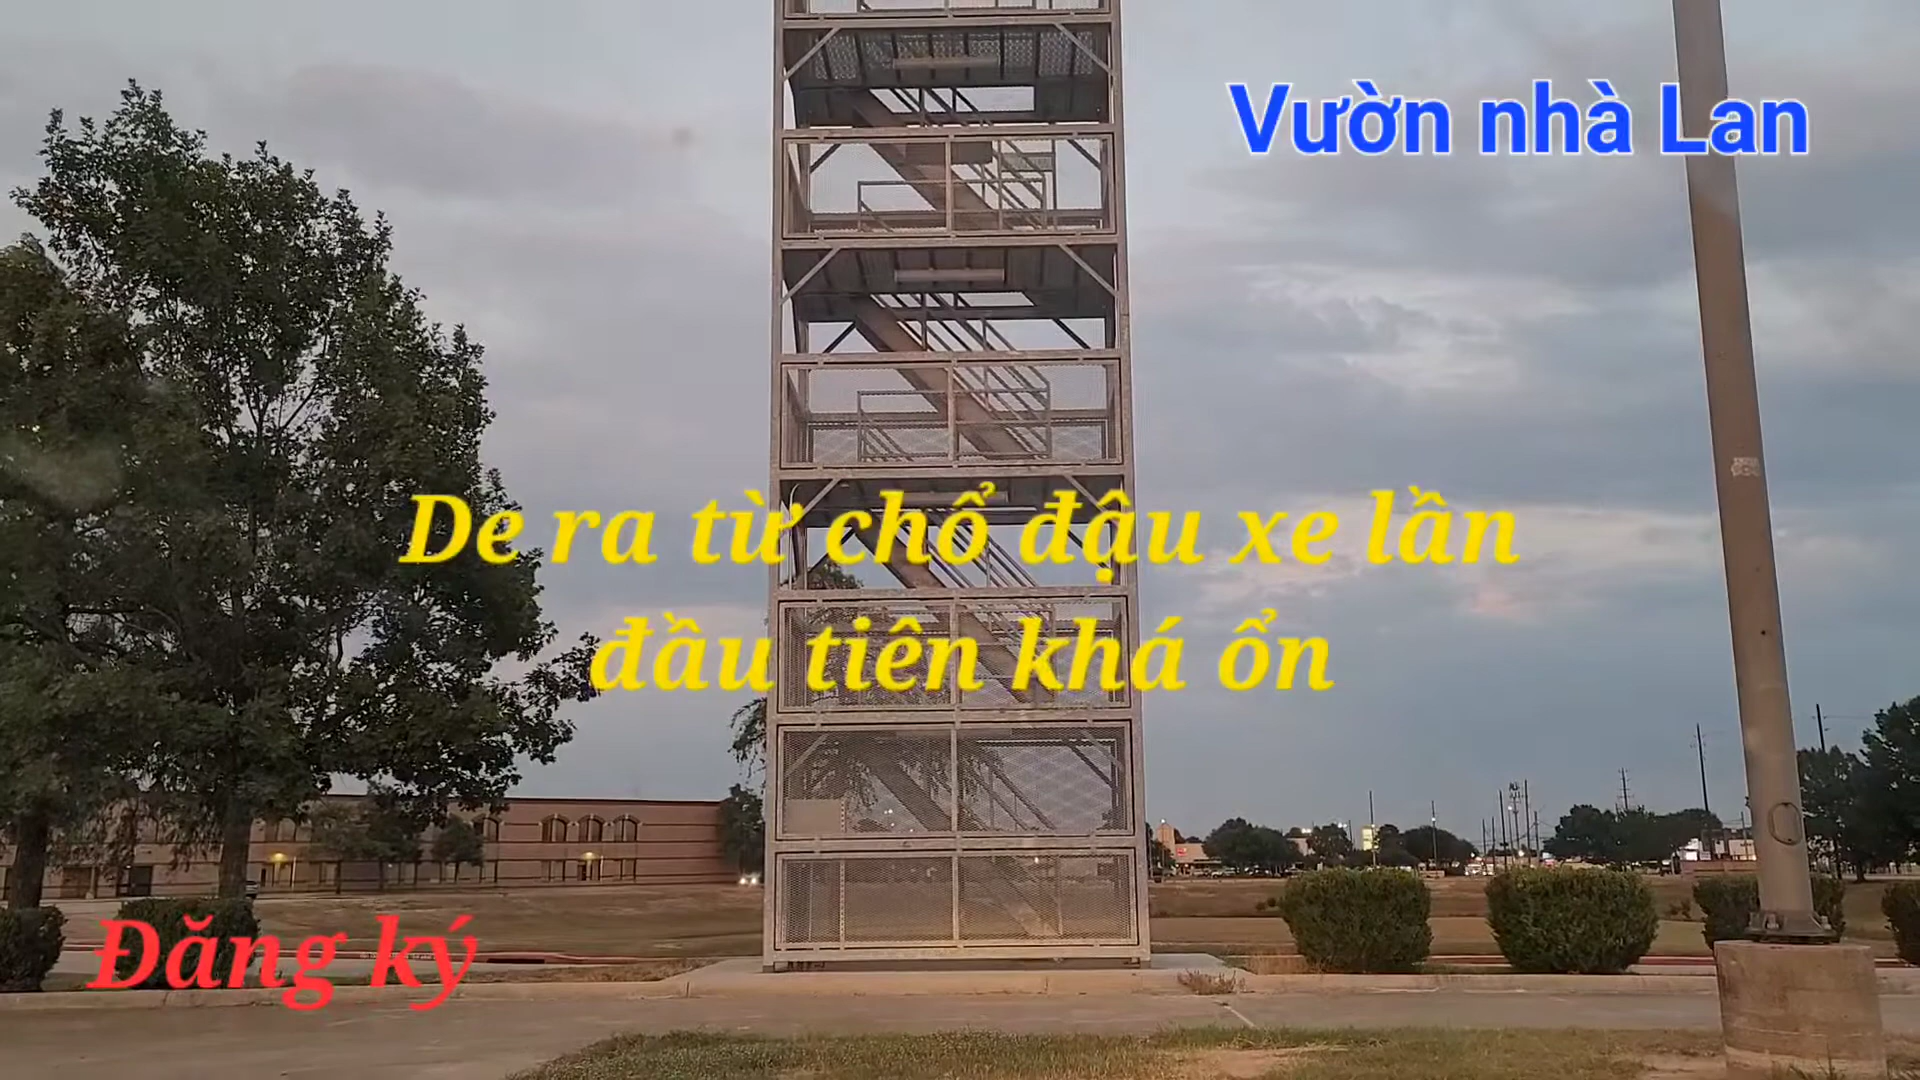 Vườn nhà Lan
De ra từ chổ đậu xe lần
đầu tiên khá ổn
Đăng ký